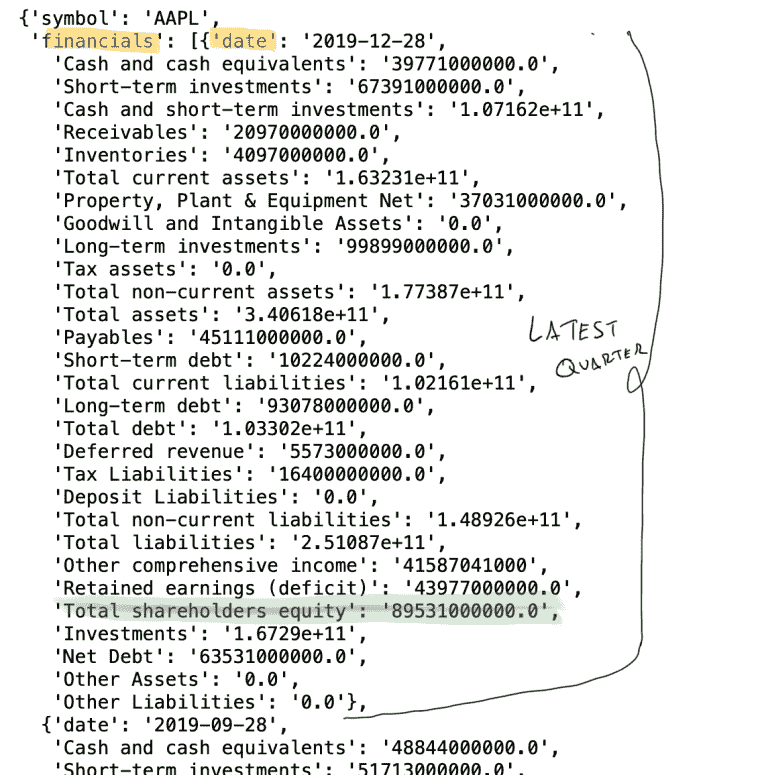 {'symbol': 'AAPL',
'financials': [{'date': '2019-12-28',
'Cash and cash equivalents': '39771000000.0',
'Short-term investments': '67391000000.0',
'Cash and short-term investments': '1.07162e+11',
'Receivables': '20970000000.0',
'Inventories': '4097000000.0',
'Total current assets': '1.63231e+11',
'Property, Plant & Equipment Net': '37031000000.0',
'Goodwill and Intangible Assets': '0.0',
'Long-term investments': '99899000000.0',
'Tax assets': '0.0',
'Total non-current assets': '1.77387e+11',
'Total assets': '3.40618e+11',
'Payables': '45111000000.0',
'Short-term debt': '10224000000.0',
'Total current liabilities': '1.02161e+11',
'Long-term debt': '93078000000.0',
'Total debt': '1.03302e+11',
'Deferred revenue': '5573000000.0',
'Tax Liabilities': '16400000000.0',
'Deposit Liabilities': '0.0',
'Total non-current liabilities': '1.48926e+11',
'Total liabilities': '2.51087e+11',
'Other comprehensive income': '41587041000',
'Retained earnings (deficit)': '43977000000.0',
'Total shareholders equity': '89531000000.0',
'Investments': '1.6729e+11',
'Net Debt': '63531000000.0',
'Other Assets': '0.0',
'Other Liabilities': '0.0'},
{'date': '2019-09-28',
'Cash and cash equivalents': '48844000000.0',
'Short-term investments': '51713000000.0',
LATEST
QUARTER